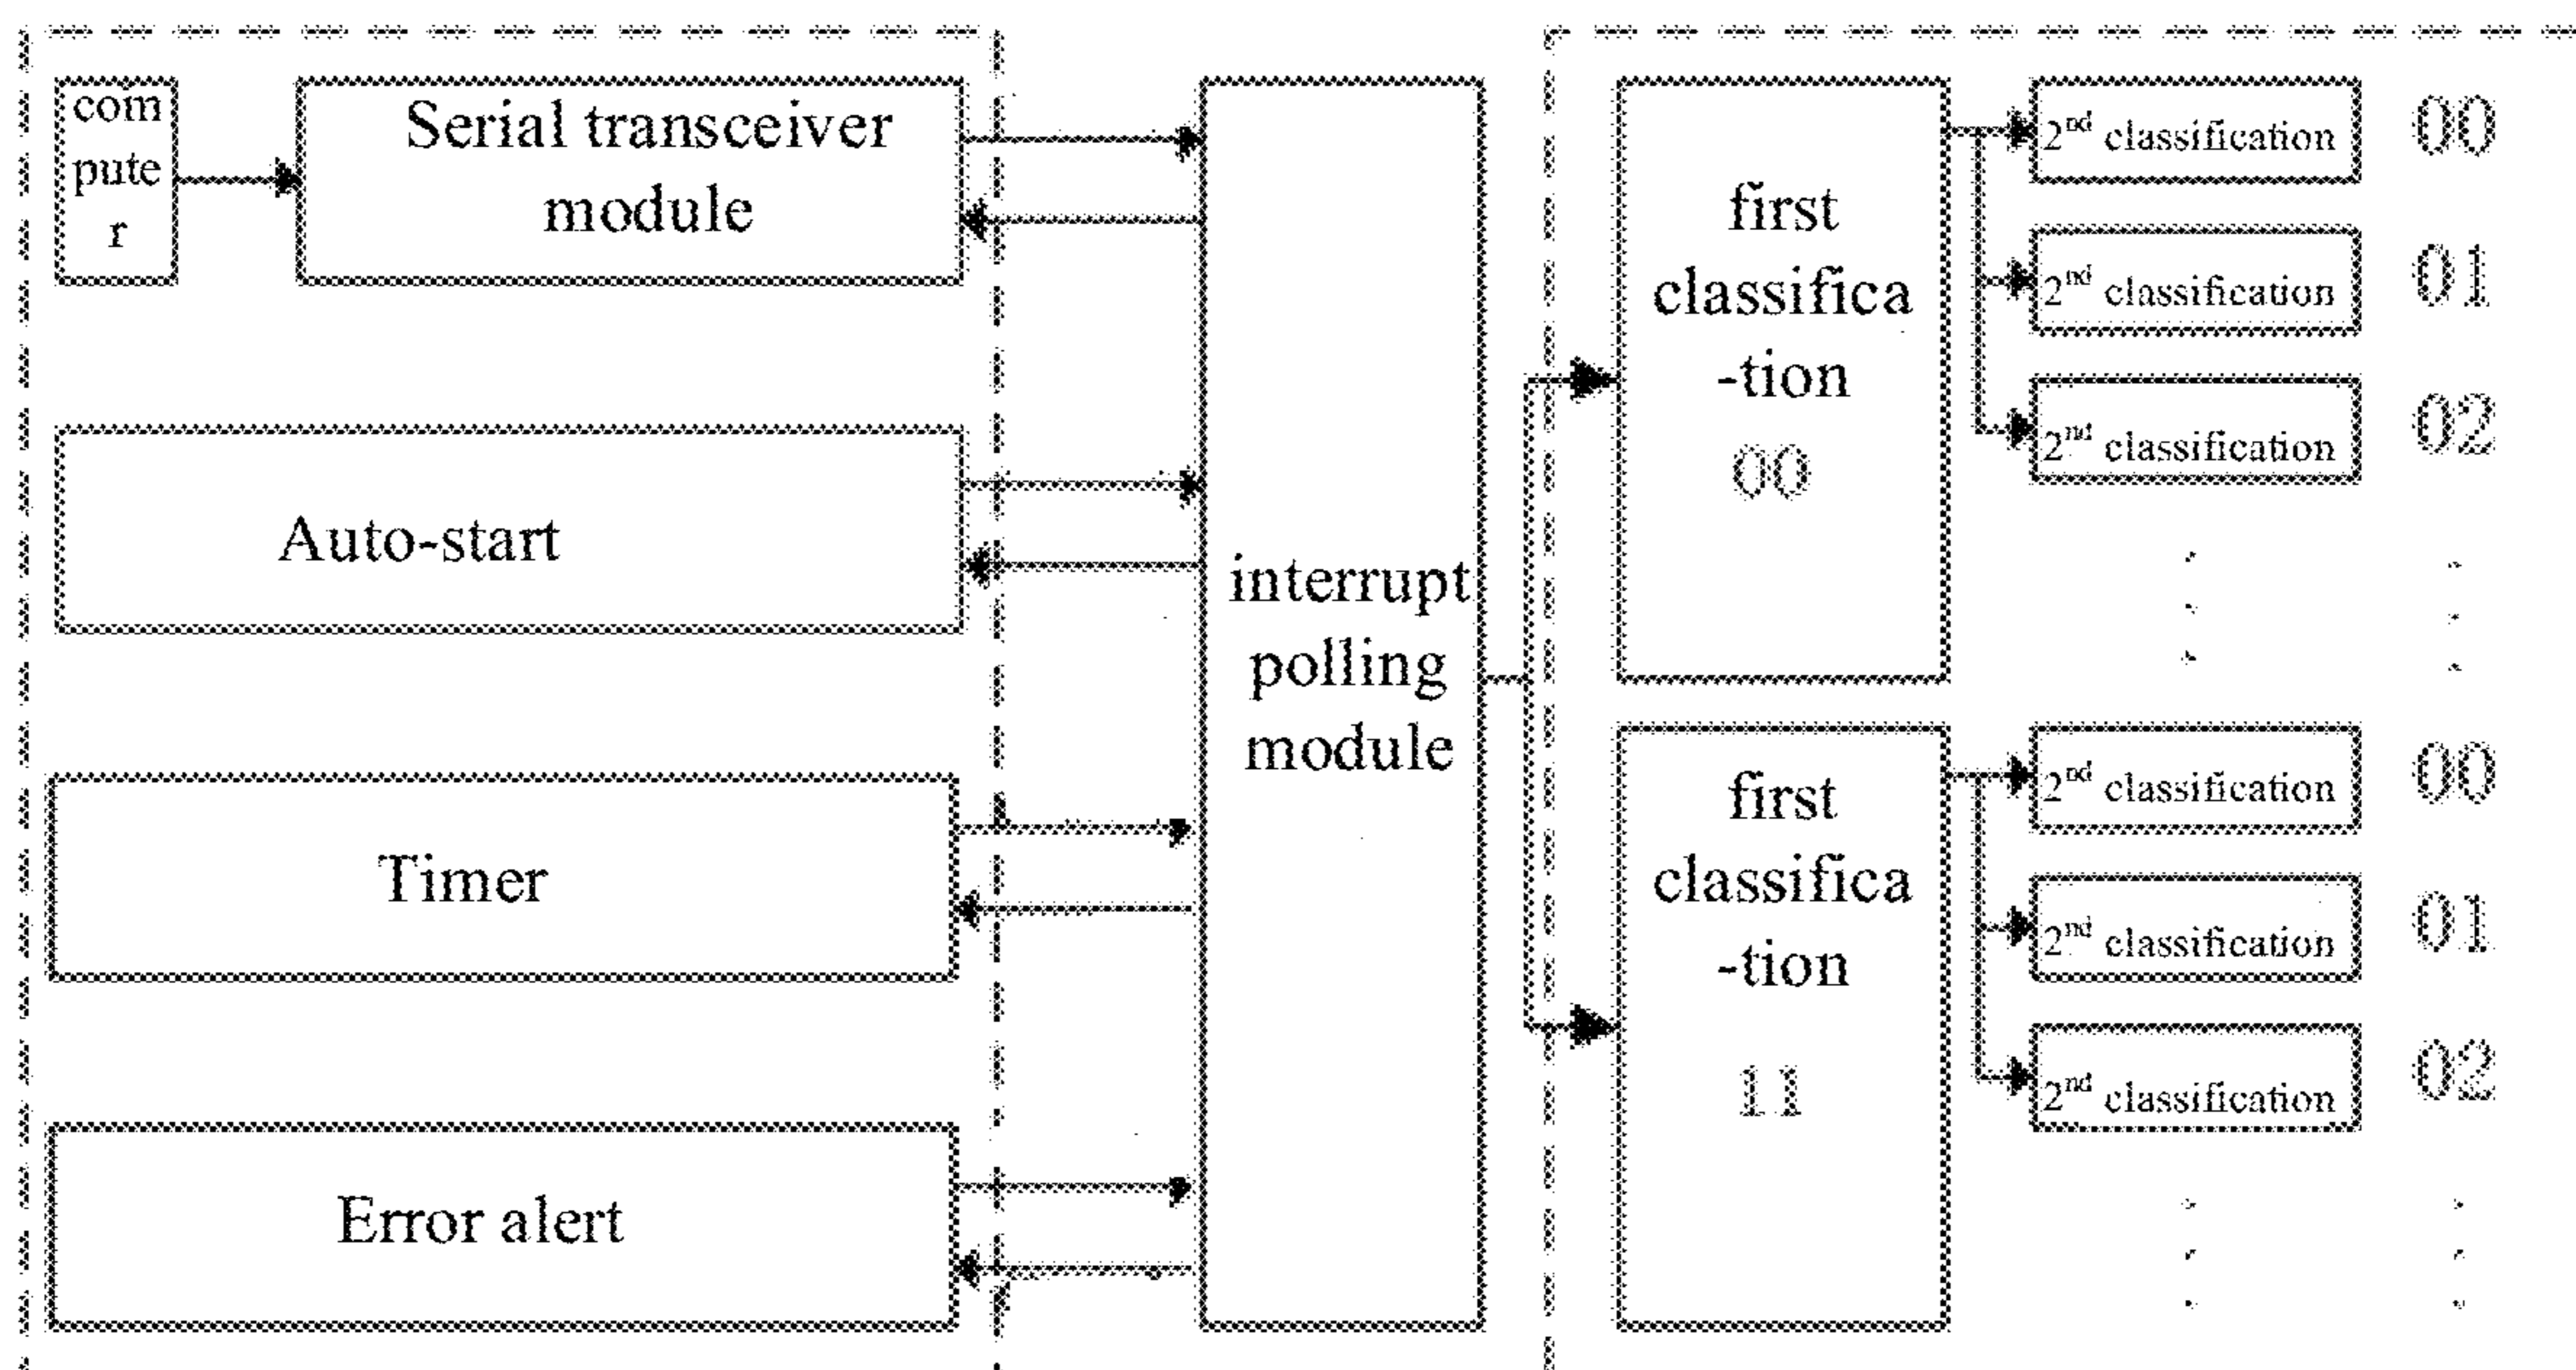 com
pute
r
Serial transceiver
module
Auto-start
Timer
Error alert
interrupt
polling
module
first
classifica
-tion
00
2nd classification 00
2nd classification 01
2nd classification 02
first
classifica
-tion
11
2nd classification 00
2nd classification 01
2nd classification 02